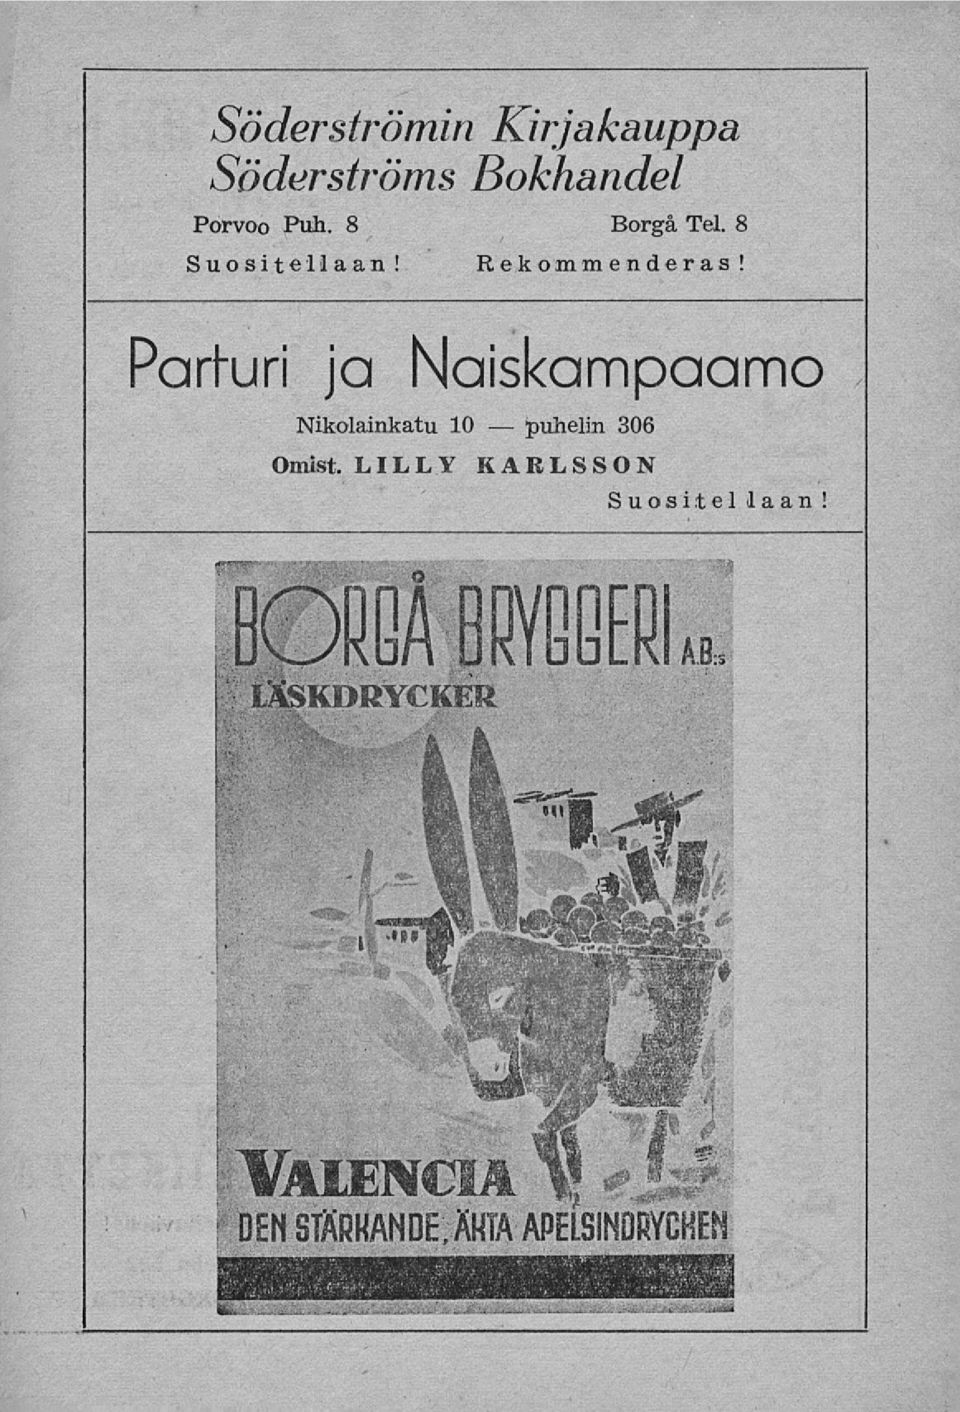 Söderströmin Kirjakauppa
Söderströms Bokhandel
Porvoo Puh. 8 Borgå Tel. 8
Suositellaan! Rekommenderas!
Parturi ja Naiskampaamo
Nikolainkatu 10 — puhelin 306
Omist. LILLY KARLSSON
Suositellaan!
BORGÅ BRYGGERI A.B:s
LÄSKDRYCKER
VALENCIA
DEN STÄRKANDE, ÄKTA APELSINDRYCKEN